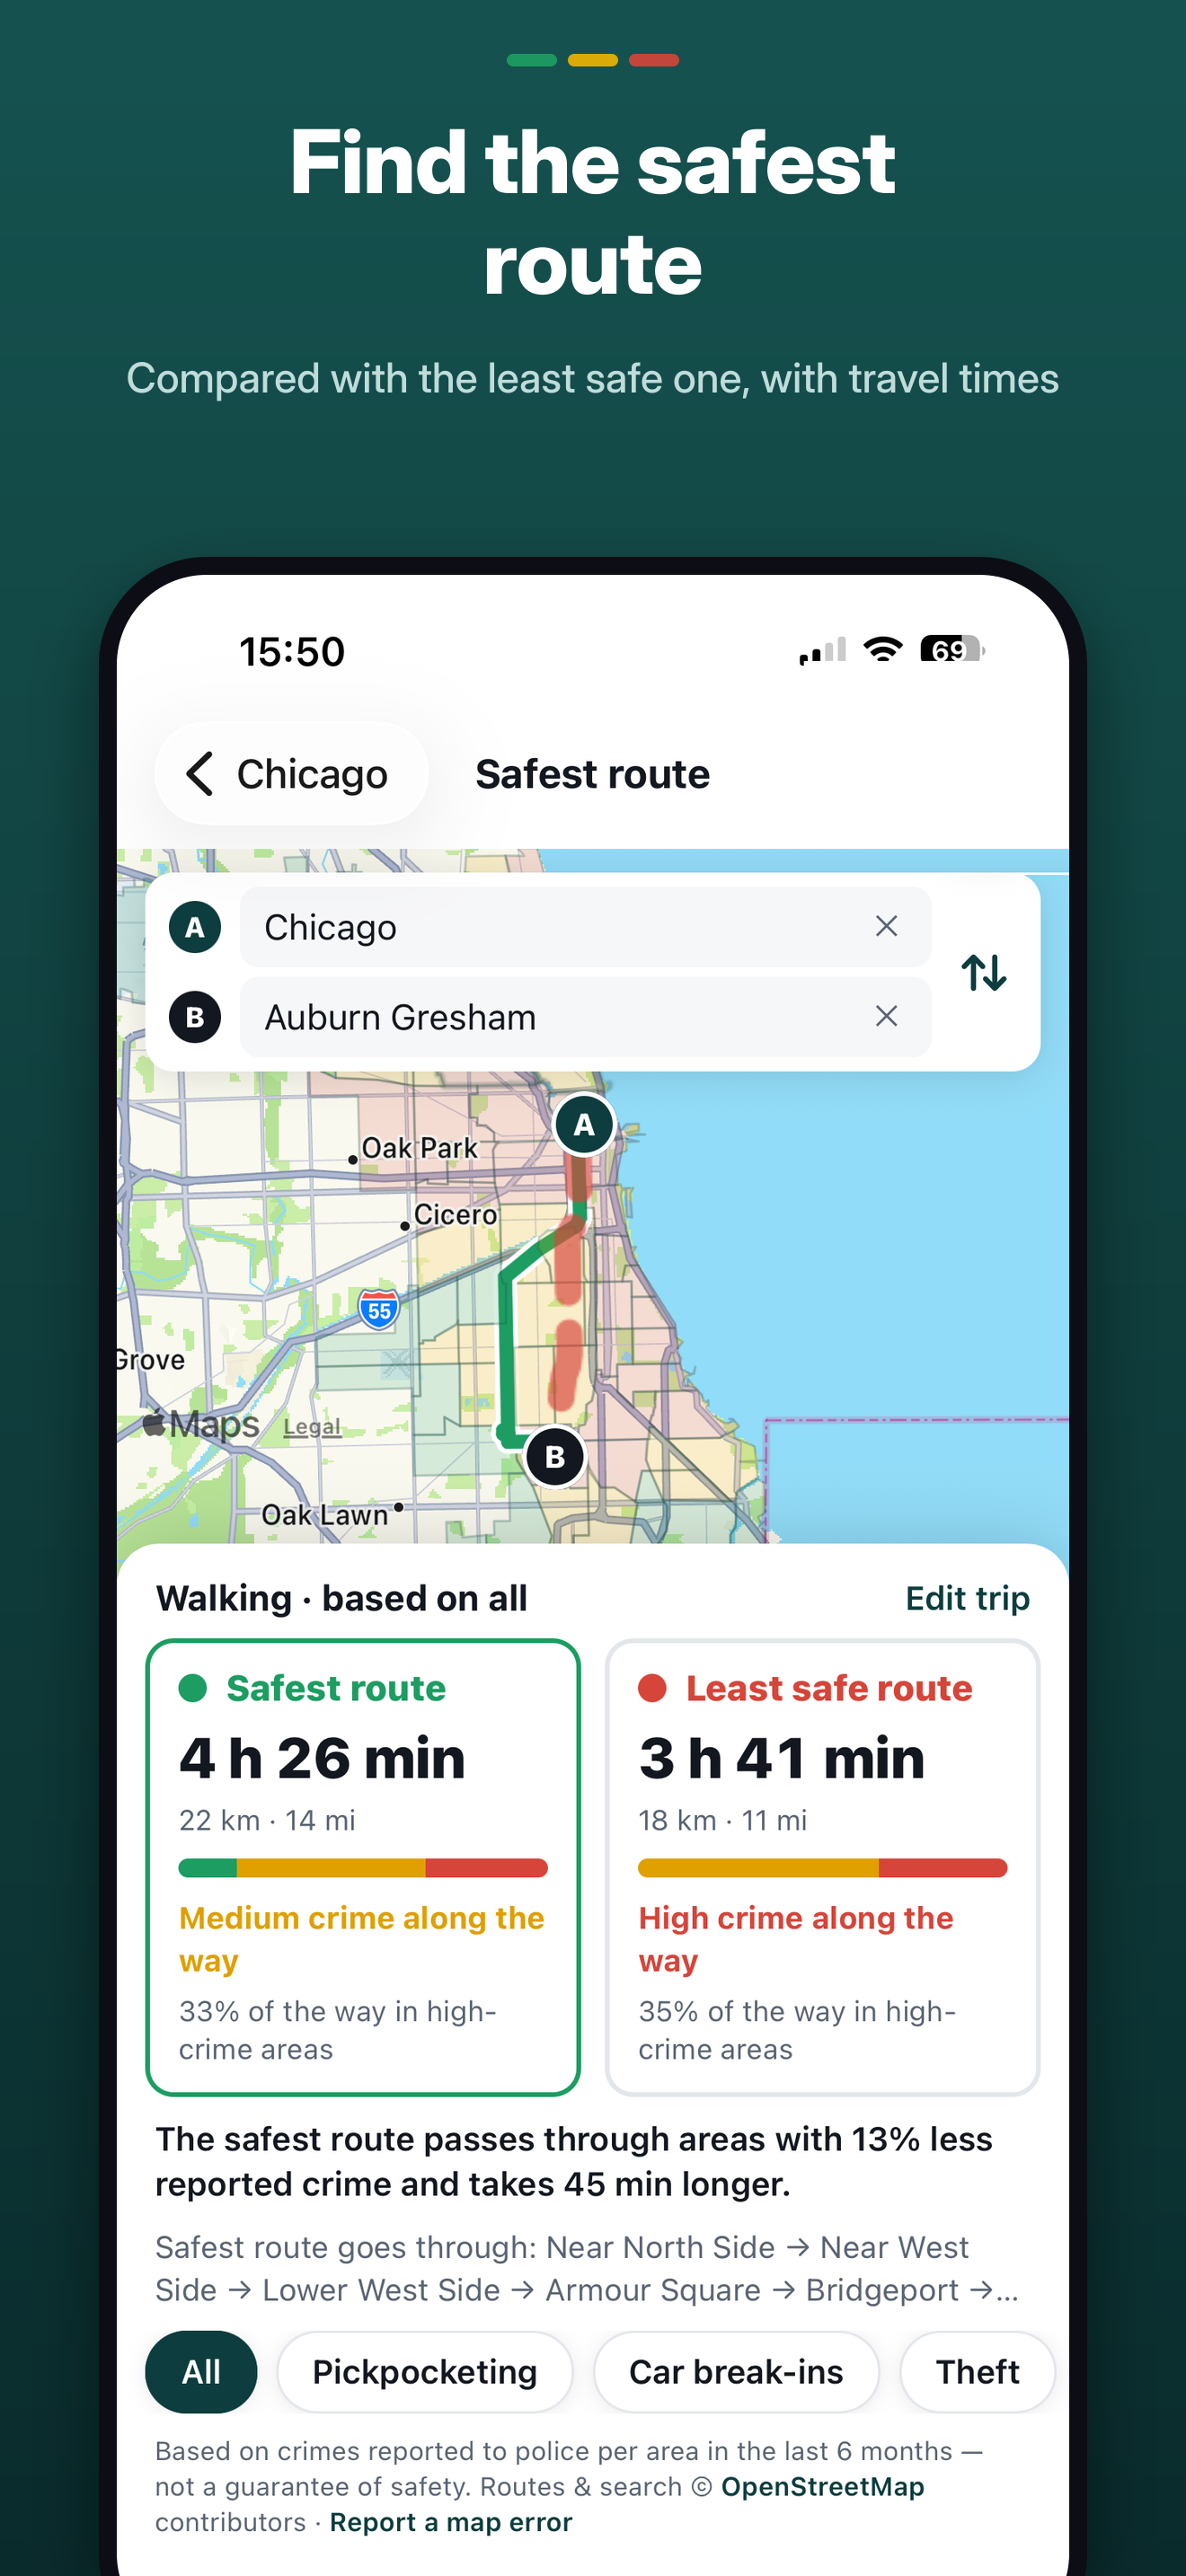 Find the safest
route
Compared with the least safe one, with travel times
15:50
69
Chicago
Safest route
A
Chicago
B
Auburn Gresham
A
Oak Park
Cicero
55
Grove
Maps
Legal
B
Oak Lawn
Walking · based on all
Edit trip
Safest route
4 h 26 min
22 km · 14 mi
Medium crime along the
way
33% of the way in high-
crime areas
Least safe route
3 h 41 min
18 km · 11 mi
High crime along the
way
35% of the way in high-
crime areas
The safest route passes through areas with 13% less
reported crime and takes 45 min longer.
Safest route goes through: Near North Side → Near West
Side → Lower West Side → Armour Square → Bridgeport →...
All
Pickpocketing
Car break-ins
Theft
Based on crimes reported to police per area in the last 6 months —
not a guarantee of safety. Routes & search © OpenStreetMap
contributors · Report a map error